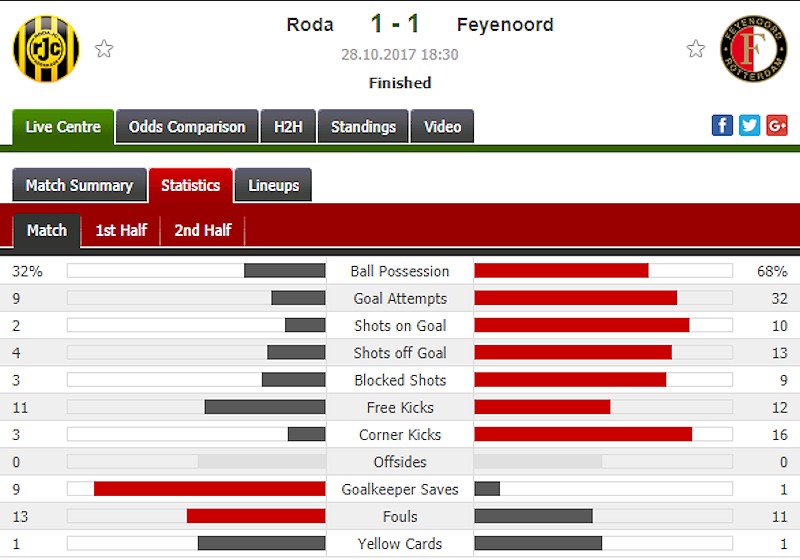 Roda 1 - 1 Feyenoord
28.10.2017 18:30
Finished
RODA JC
FEYENOORD
F
ROTTERDAM
Live Centre Odds Comparison H2H Standings Video
Match Summary Statistics Lineups
Match 1st Half 2nd Half
32% Ball Possession 68%
9 Goal Attempts 32
2 Shots on Goal 10
4 Shots off Goal 13
3 Blocked Shots 9
11 Free Kicks 12
3 Corner Kicks 16
0 Offsides 0
9 Goalkeeper Saves 1
13 Fouls 11
1 Yellow Cards 1